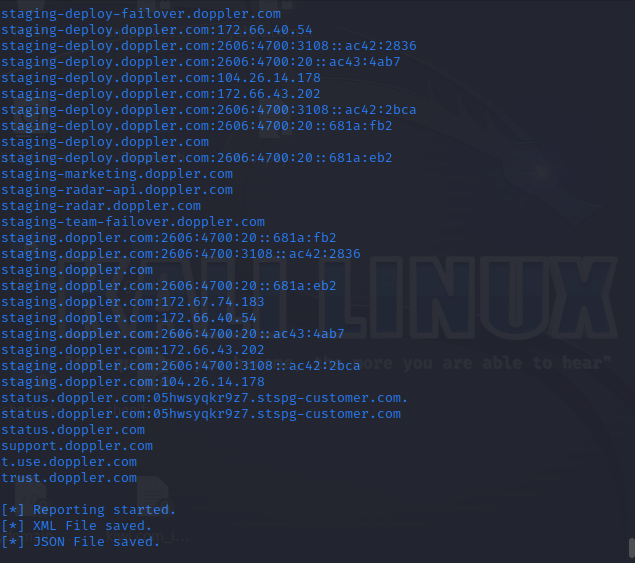 staging-deploy-failover.doppler.com
staging-deploy.doppler.com:172.66.40.54
staging-deploy.doppler.com:2606:4700:3108::ac42:2836
staging-deploy.doppler.com:2606:4700:20::ac43:4ab7
staging-deploy.doppler.com:104.26.14.178
staging-deploy.doppler.com:172.66.43.202
staging-deploy.doppler.com:2606:4700:3108::ac42:2bca
staging-deploy.doppler.com:2606:4700:20::681a:fb2
staging-deploy.doppler.com
staging-deploy.doppler.com:2606:4700:20::681a:eb2
staging-marketing.doppler.com
staging-radar-api.doppler.com
staging-radar.doppler.com
staging-team-failover.doppler.com
staging.doppler.com:2606:4700:20::681a:fb2
staging.doppler.com:2606:4700:3108::ac42:2836
staging.doppler.com
staging.doppler.com:2606:4700:20::681a:eb2
staging.doppler.com:172.67.74.183
staging.doppler.com:172.66.40.54
staging.doppler.com:2606:4700:20::ac43:4ab7
staging.doppler.com:172.66.43.202
staging.doppler.com:2606:4700:3108::ac42:2bca
staging.doppler.com:104.26.14.178
status.doppler.com:05hwsyqkr9z7.stspg-customer.com.
status.doppler.com:05hwsyqkr9z7.stspg-customer.com
status.doppler.com
support.doppler.com
t.use.doppler.com
trust.doppler.com
[*] Reporting started.
[*] XML File saved.
[*] JSON File saved.
KALI LINUX
more you are able to hear"